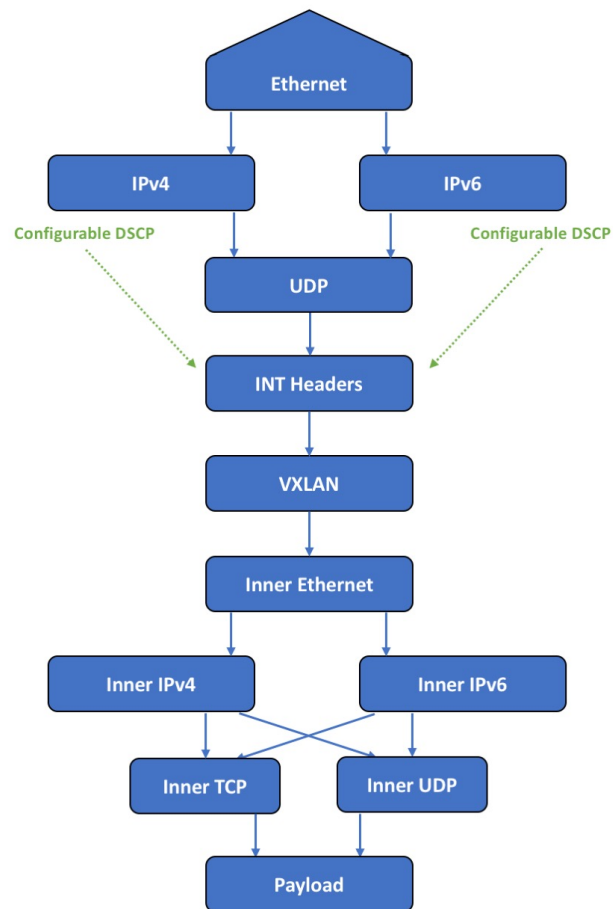 Ethernet
IPv4
IPv6
Configurable DSCP
Configurable DSCP
UDP
INT Headers
VXLAN
Inner Ethernet
Inner IPv4
Inner IPv6
Inner TCP
Inner UDP
Payload